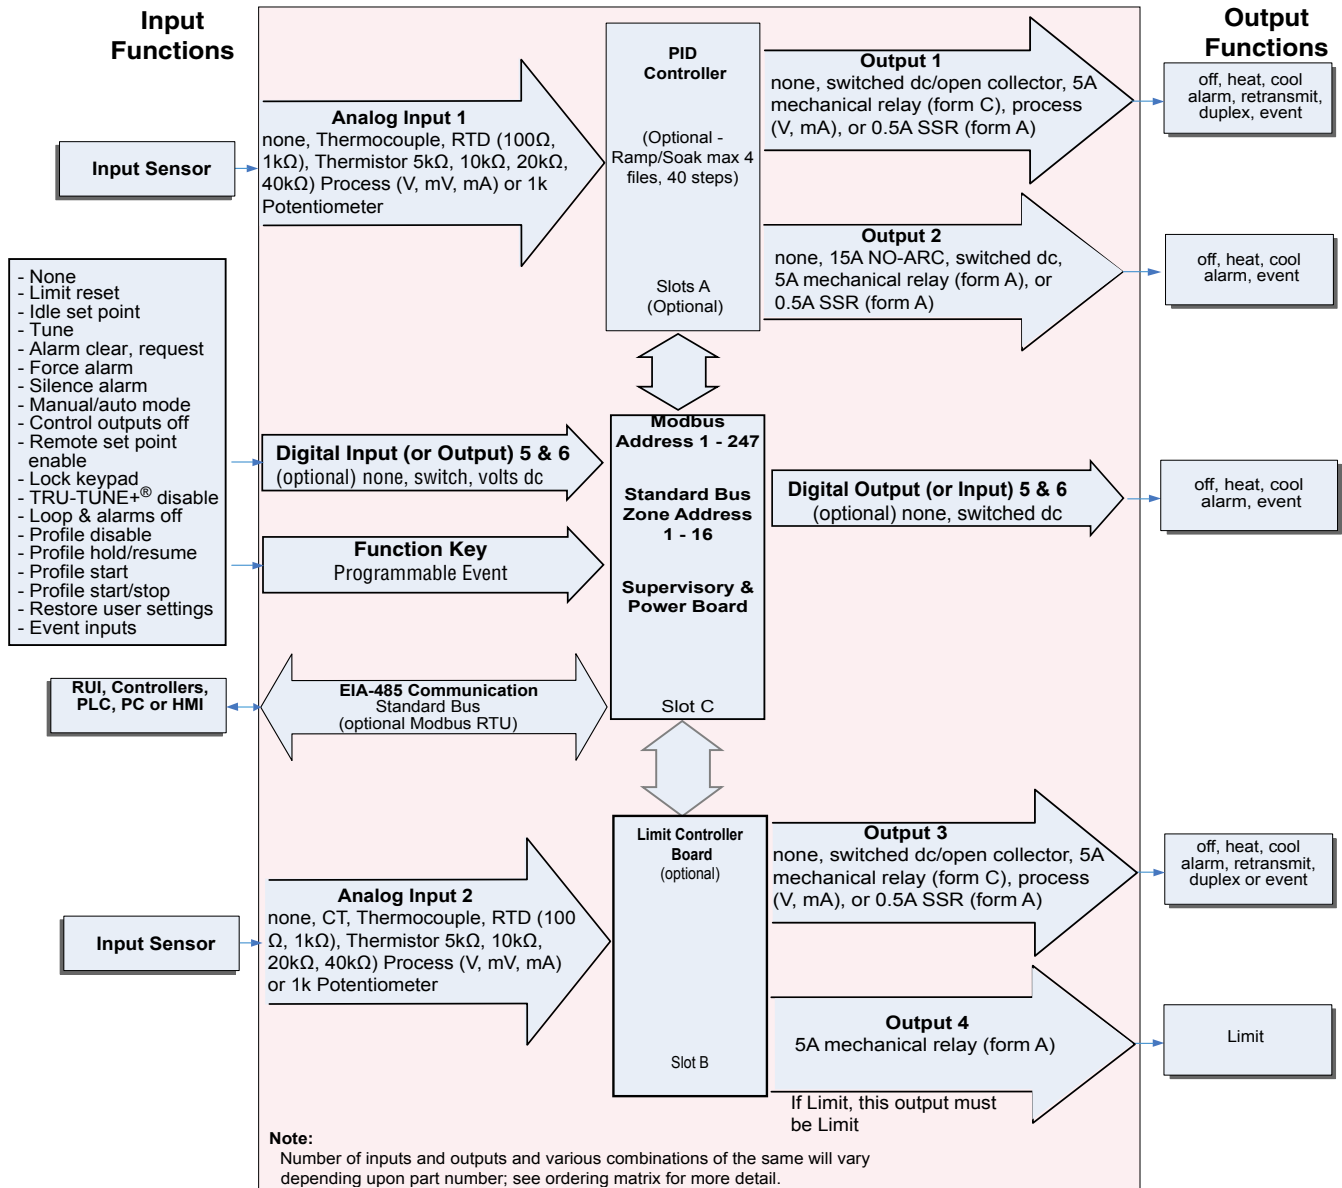 Input
Functions
Output
Functions
PID
Controller
(Optional -
Ramp/Soak max 4
files, 40 steps)
Slots A
(Optional)
Analog Input 1
none, Thermocouple, RTD (100Ω,
1kΩ), Thermistor 5kΩ, 10kΩ, 20kΩ,
40kΩ) Process (V, mV, mA) or 1k
Potentiometer
Input Sensor
Output 1
none, switched dc/open collector, 5A
mechanical relay (form C), process
(V, mA), or 0.5A SSR (form A)
off, heat, cool
alarm, retransmit,
duplex, event
Output 2
none, 15A NO-ARC, switched dc,
5A mechanical relay (form A), or
0.5A SSR (form A)
off, heat, cool
alarm, event
- None
- Limit reset
- Idle set point
- Tune
- Alarm clear, request
- Force alarm
- Silence alarm
- Manual/auto mode
- Control outputs off
- Remote set point
enable
- Lock keypad
- TRU-TUNE+® disable
- Loop & alarms off
- Profile disable
- Profile hold/resume
- Profile start
- Profile start/stop
- Restore user settings
- Event inputs
Digital Input (or Output) 5 & 6
(optional) none, switch, volts dc
Function Key
Programmable Event
Modbus
Address 1 - 247
Standard Bus
Zone Address
1 - 16
Supervisory &
Power Board
Slot C
Digital Output (or Input) 5 & 6
(optional) none, switched dc
off, heat, cool
alarm, event
RUI, Controllers,
PLC, PC or HMI
EIA-485 Communication
Standard Bus
(optional Modbus RTU)
Limit Controller
Board
(optional)
Slot B
Analog Input 2
none, CT, Thermocouple, RTD (100
Ω, 1kΩ), Thermistor 5kΩ, 10kΩ,
20kΩ, 40kΩ) Process (V, mV, mA)
or 1k Potentiometer
Input Sensor
Output 3
none, switched dc/open collector, 5A
mechanical relay (form C), process
(V, mA), or 0.5A SSR (form A)
off, heat, cool
alarm, retransmit,
duplex or event
Output 4
5A mechanical relay (form A)
If Limit, this output must
be Limit
Limit
Note:
Number of inputs and outputs and various combinations of the same will vary
depending upon part number; see ordering matrix for more detail.